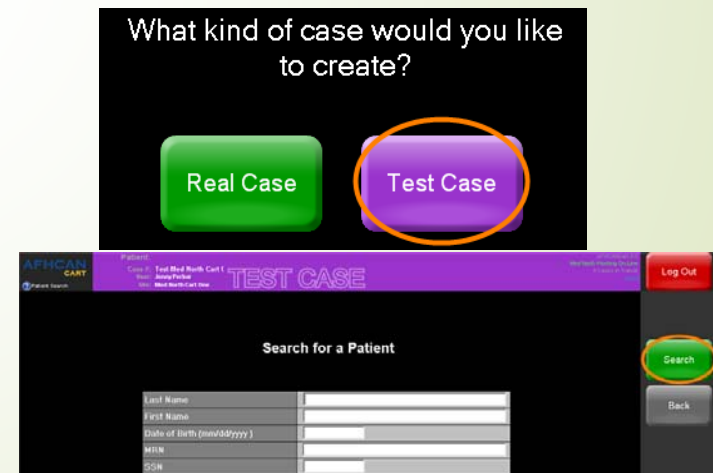 What kind of case would you like
to create?
Real Case
Test Case
AFHCAN
CART
Patient Search
Patient:
Case #: Test Med North Cart
User: Jenny Parker
Site: Med North Cart One
TEST CASE
Log Out
Search for a Patient
Search
Last Name
Back
First Name
Date of Birth (mm/dd/yyyy )
MRN
SSN